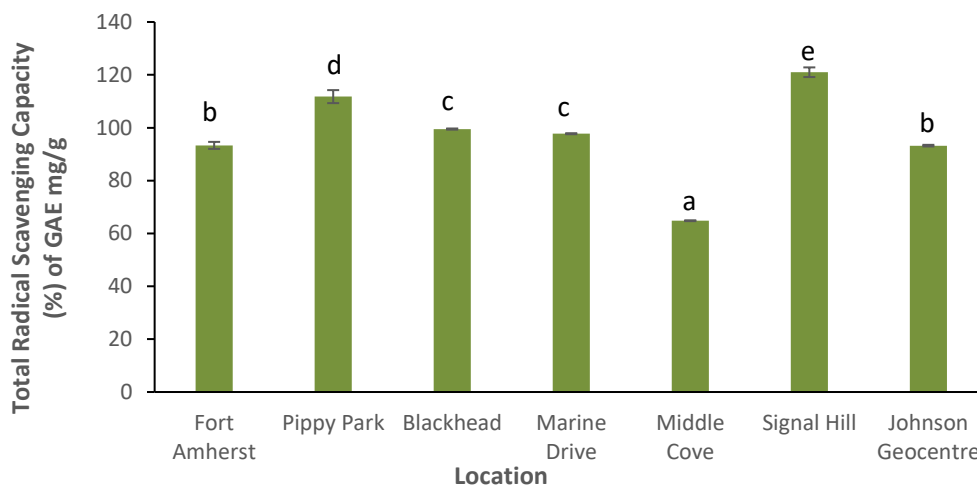 Total Radical Scavenging Capacity
(%) of GAE mg/g
140
120
100
80
60
40
20
0
b
d
c
c
a
e
b
Fort
Amherst
Pippy Park
Blackhead
Marine
Drive
Middle
Cove
Signal Hill
Johnson
Geocentre
Location